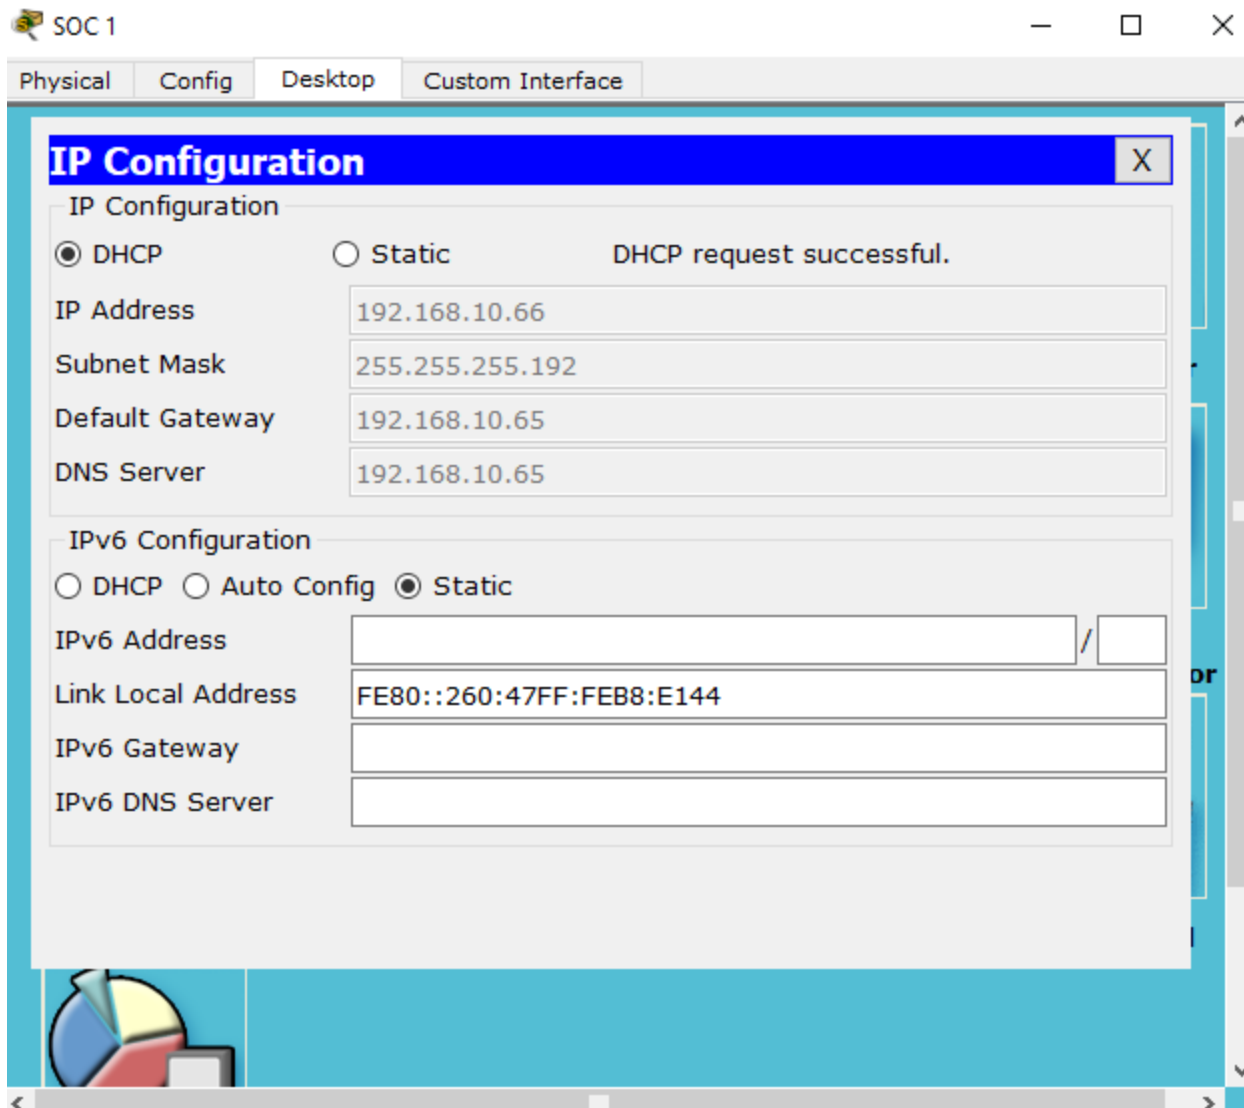 SOC 1
Physical Config Desktop Custom Interface
IP Configuration X
IP Configuration
DHCP Static DHCP request successful.
IP Address 192.168.10.66
Subnet Mask 255.255.255.192
Default Gateway 192.168.10.65
DNS Server 192.168.10.65
IPv6 Configuration
DHCP Auto Config Static
IPv6 Address /
Link Local Address FE80::260:47FF:FEB8:E144
IPv6 Gateway
IPv6 DNS Server